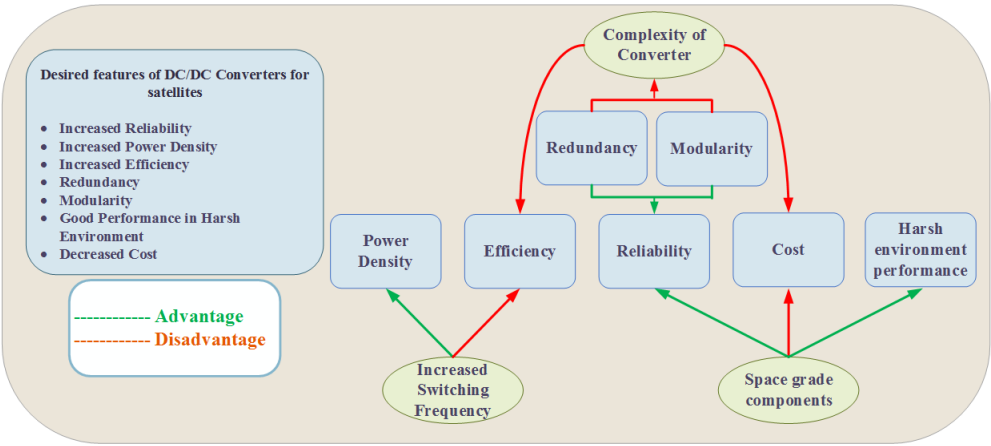 Desired features of DC/DC Converters for
satellites
• Increased Reliability
• Increased Power Density
• Increased Efficiency
• Redundancy
• Modularity
• Good Performance in Harsh
Environment
• Decreased Cost
------------- Advantage
------------- Disadvantage
Complexity of
Converter
Redundancy
Modularity
Power
Density
Efficiency
Reliability
Cost
Harsh
environment
performance
Increased
Switching
Frequency
Space grade
components